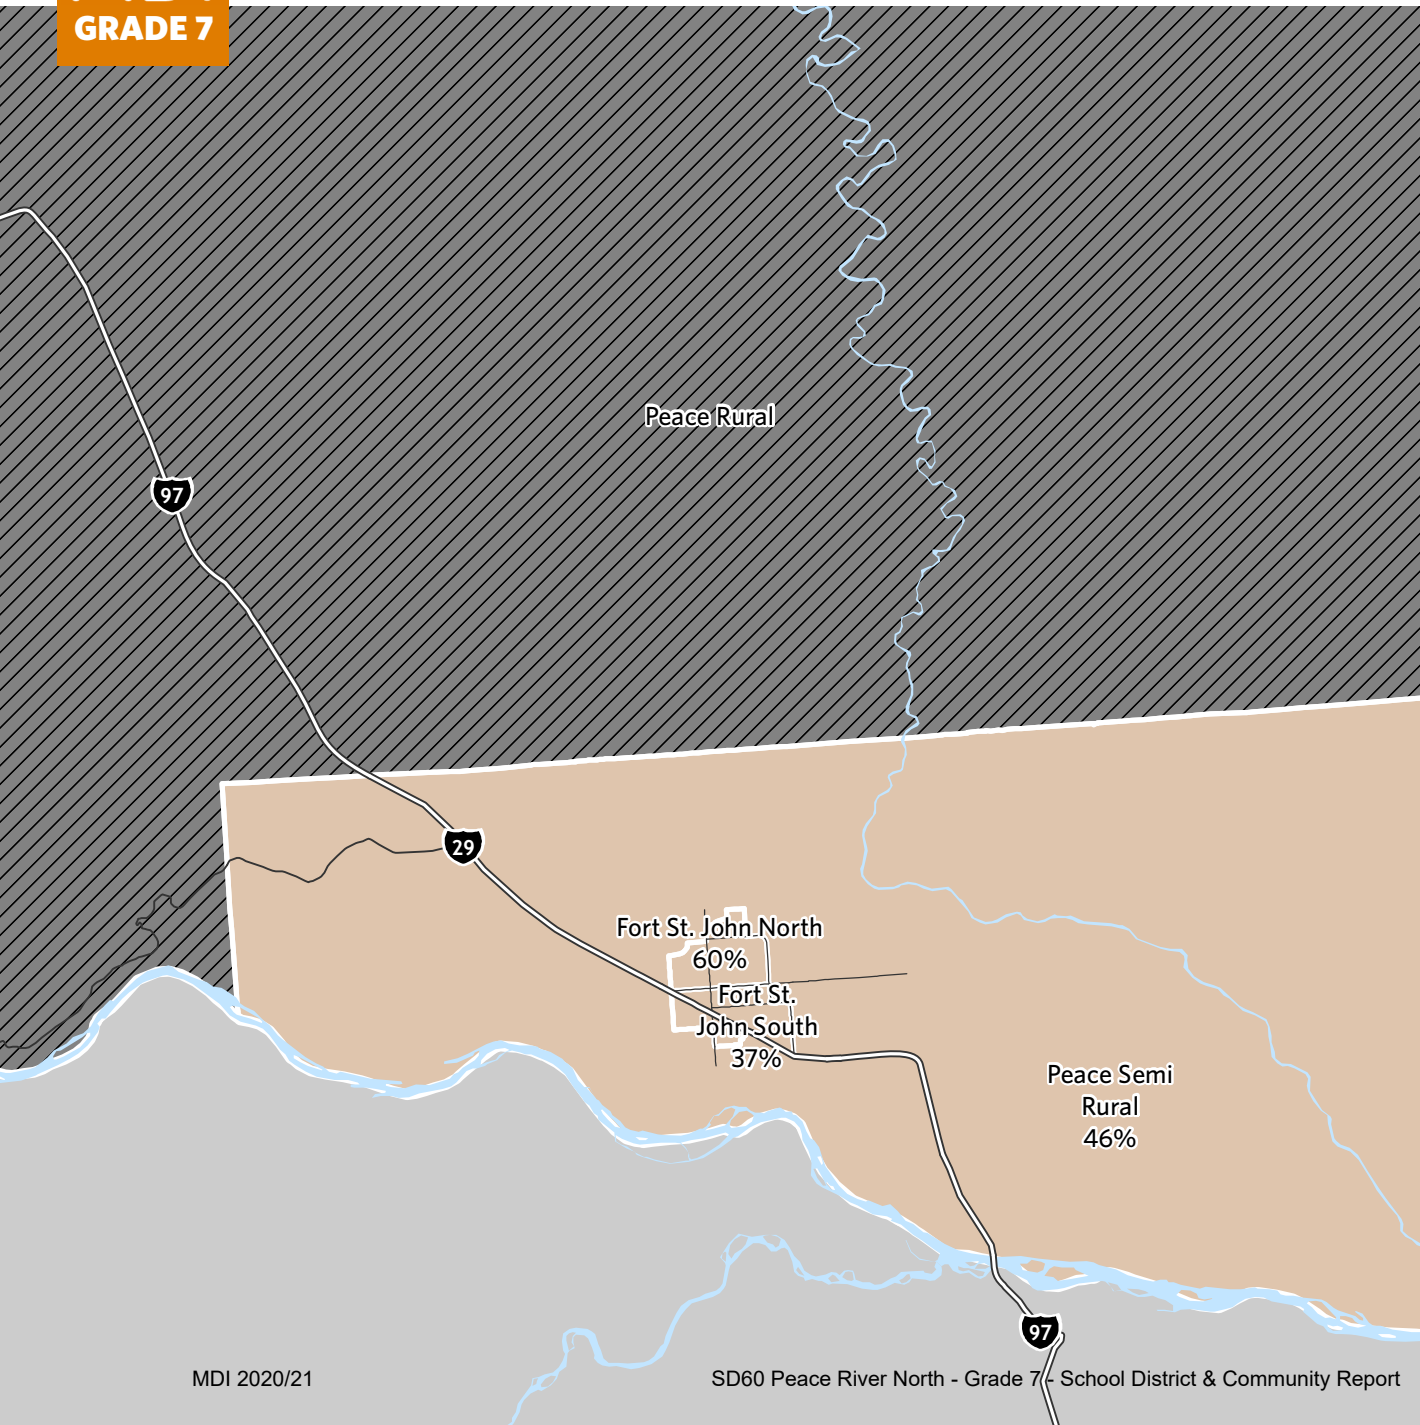 GRADE 7
Peace Rural
97
29
Fort St. John North
60%
Fort St.
John South
37%
Peace Semi
Rural
46%
97
MDI 2020/21
SD60 Peace River North - Grade 7 - School District & Community Report